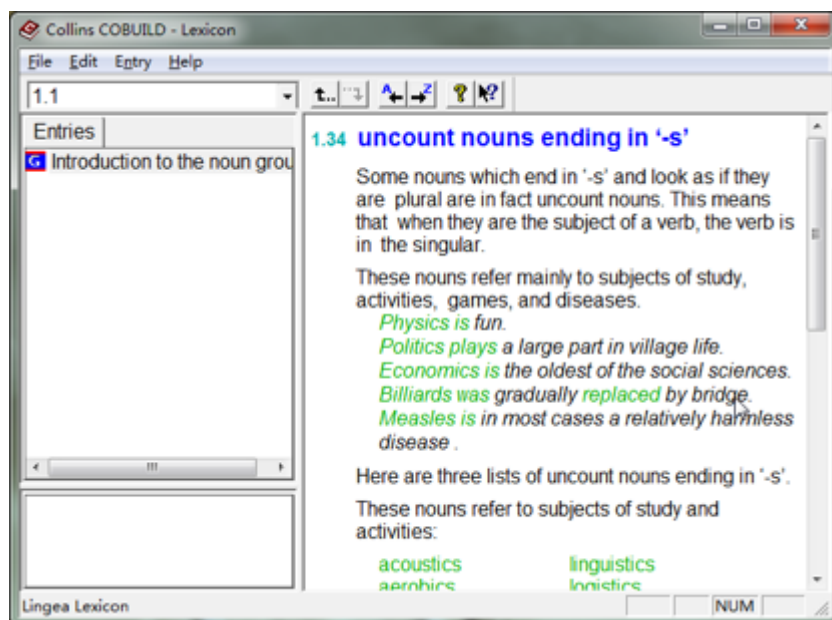 Collins COBUILD - Lexicon
File Edit Entry Help
1.1
Entries
G Introduction to the noun grou
1.34 uncount nouns ending in ‘-s’
Some nouns which end in ‘-s’ and look as if they
are plural are in fact uncount nouns. This means
that when they are the subject of a verb, the verb is
in the singular.
These nouns refer mainly to subjects of study,
activities, games, and diseases.
Physics is fun.
Politics plays a large part in village life.
Economics is the oldest of the social sciences.
Billiards was gradually replaced by bridge.
Measles is in most cases a relatively harmless
disease .
Here are three lists of uncount nouns ending in ‘-s’.
These nouns refer to subjects of study and
activities:
acoustics linguistics
aerobics logistics
Lingea Lexicon NUM